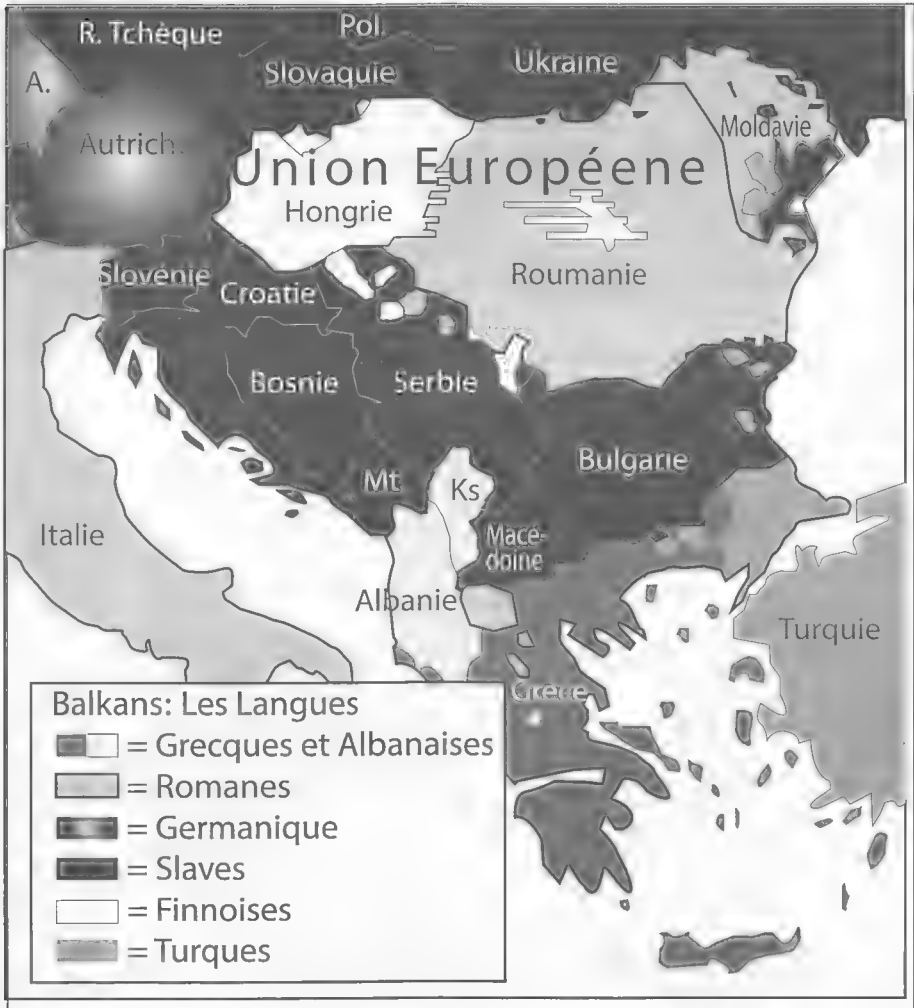 R. Tchèque
Pol.
Slovaquie
Ukraine
A.
Autrich.
Moldavie
Union Européene
Hongrie
Roumanie
Slovénie
Croatie
Bosnie
Serbie
Bulgarie
Mt
Ks
Italie
Macé-
doine
Albanie
Turquie
Grèce
Balkans: Les Langues
= Grecques et Albanaises
= Romanes
= Germanique
= Slaves
= Finnoises
= Turques